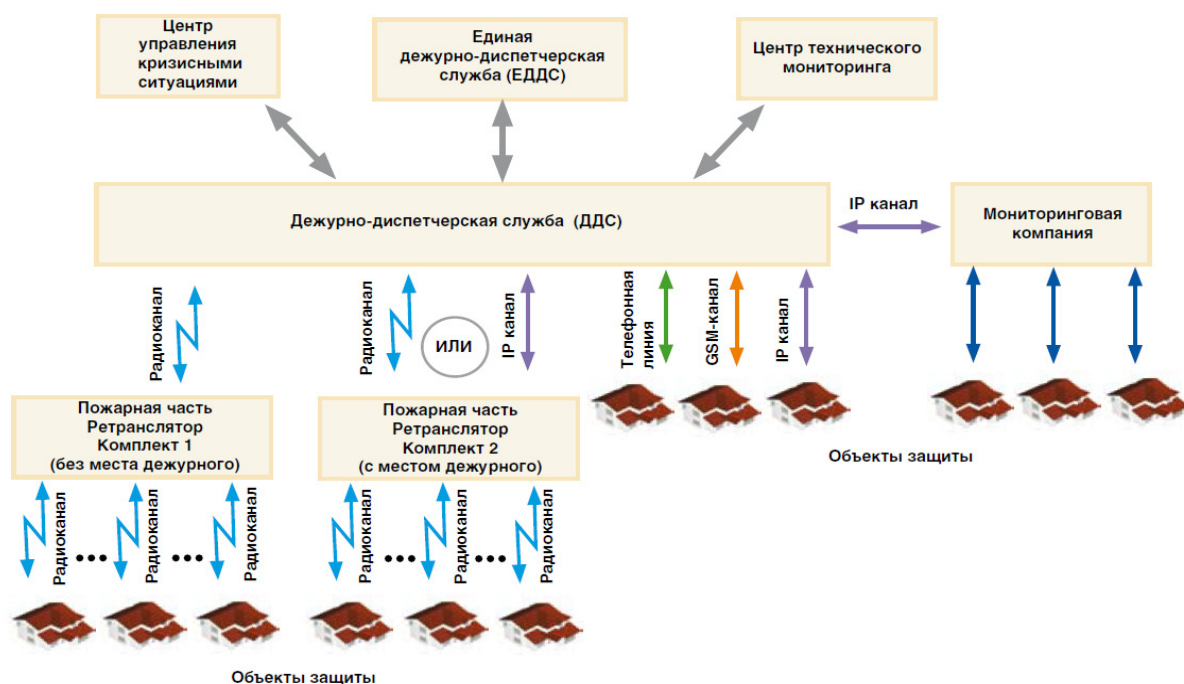 Центр
управления
кризисными
ситуациями
Единая
дежурно-диспетчерская
служба (ЕДДС)
Центр технического
мониторинга
Дежурно-диспетчерская служба (ДДС)
IP канал
Мониторинговая
компания
Радиоканал
Радиоканал
ИЛИ
IP канал
Телефонная
линия
GSM-канал
IP канал
Пожарная часть
Ретранслятор
Комплект 1
(без места дежурного)
Пожарная часть
Ретранслятор
Комплект 2
(с местом дежурного)
Объекты защиты
Радиоканал
Радиоканал
Радиоканал
Радиоканал
Радиоканал
Радиоканал
Объекты защиты